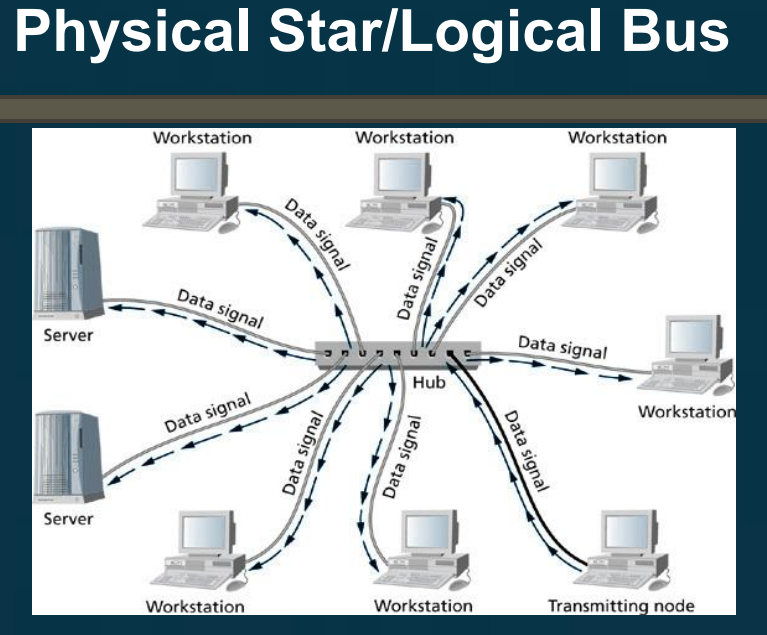 Physical Star/Logical Bus
Workstation
Workstation
Workstation
Data signal
Data signal
Data signal
Data signal
Server
Data signal
Hub
Workstation
Data signal
Data signal
Data signal
Data signal
Server
Workstation
Workstation
Transmitting node